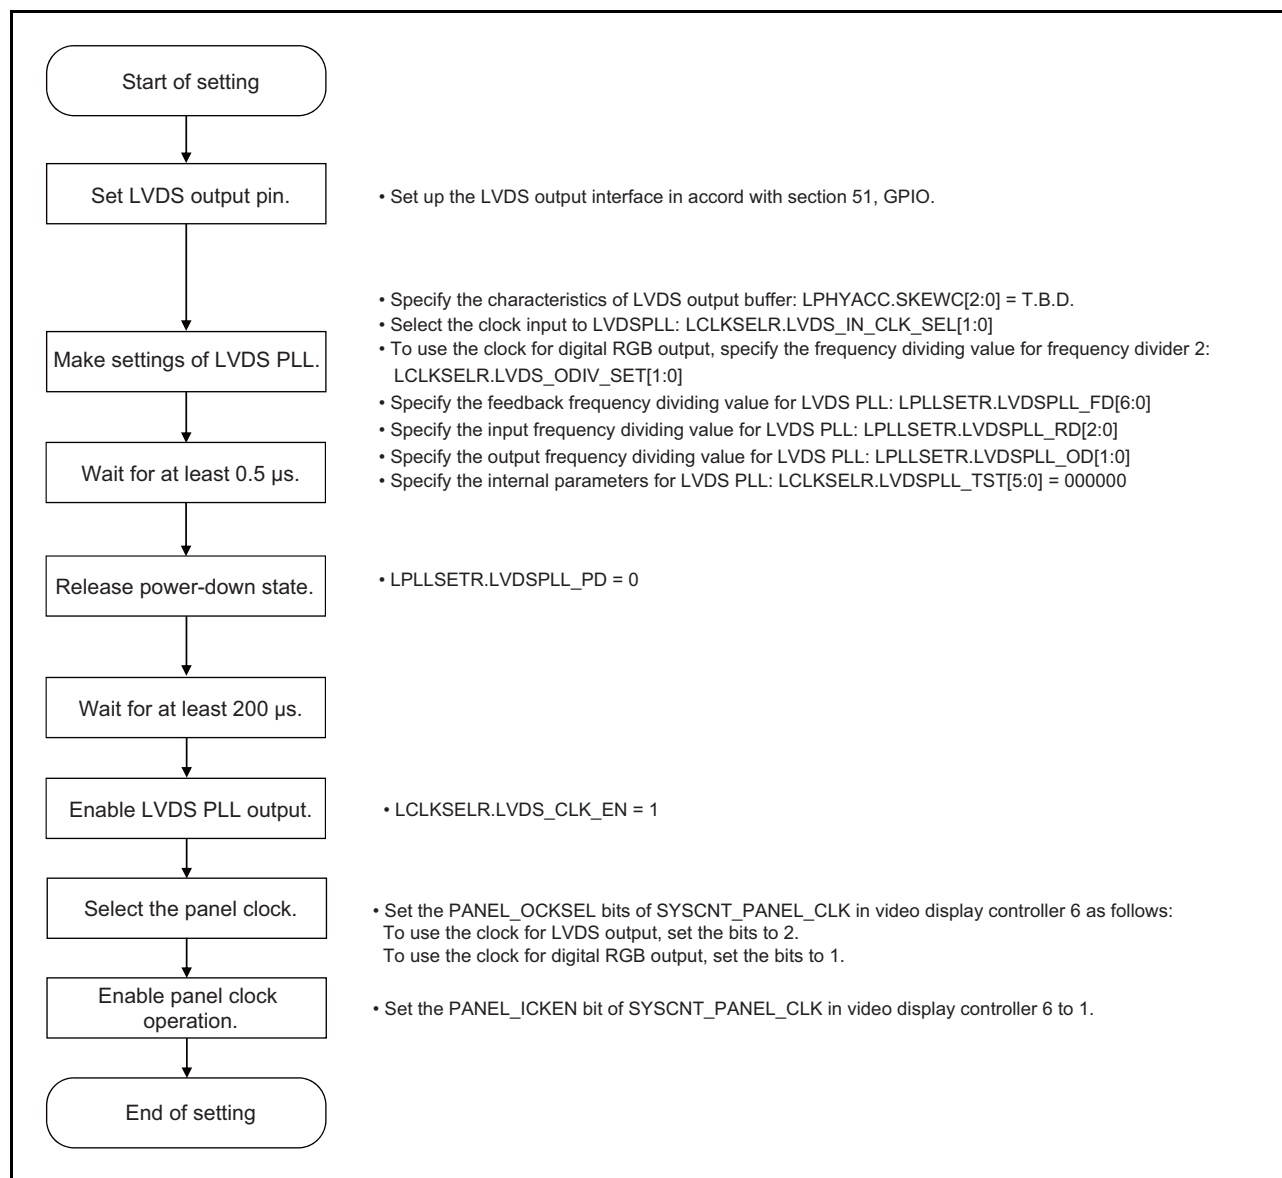 Start of setting
Set LVDS output pin.
• Set up the LVDS output interface in accord with section 51, GPIO.
Make settings of LVDS PLL.
• Specify the characteristics of LVDS output buffer: LPHYACC.SKEWC[2:0] = T.B.D.
• Select the clock input to LVDSPLL: LCLKSELR.LVDS_IN_CLK_SEL[1:0]
• To use the clock for digital RGB output, specify the frequency dividing value for frequency divider 2:
LCLKSELR.LVDS_ODIV_SET[1:0]
• Specify the feedback frequency dividing value for LVDS PLL: LPLLSETR.LVDSPLL_FD[6:0]
• Specify the input frequency dividing value for LVDS PLL: LPLLSETR.LVDSPLL_RD[2:0]
• Specify the output frequency dividing value for LVDS PLL: LPLLSETR.LVDSPLL_OD[1:0]
• Specify the internal parameters for LVDS PLL: LCLKSELR.LVDSPLL_TST[5:0] = 000000
Wait for at least 0.5 µs.
Release power-down state.
• LPLLSETR.LVDSPLL_PD = 0
Wait for at least 200 µs.
Enable LVDS PLL output.
• LCLKSELR.LVDS_CLK_EN = 1
Select the panel clock.
• Set the PANEL_OCKSEL bits of SYSCNT_PANEL_CLK in video display controller 6 as follows:
To use the clock for LVDS output, set the bits to 2.
To use the clock for digital RGB output, set the bits to 1.
Enable panel clock
operation.
• Set the PANEL_ICKEN bit of SYSCNT_PANEL_CLK in video display controller 6 to 1.
End of setting